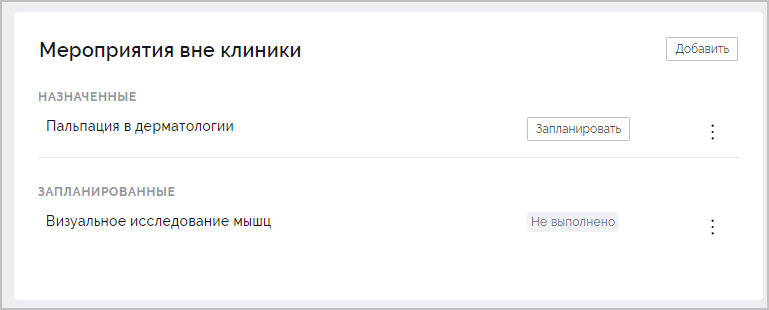 Мероприятия вне клиники
Добавить
НАЗНАЧЕННЫЕ
Пальпация в дерматологии
Запланировать
ЗАПЛАНИРОВАННЫЕ
Визуальное исследование мышц
Не выполнено